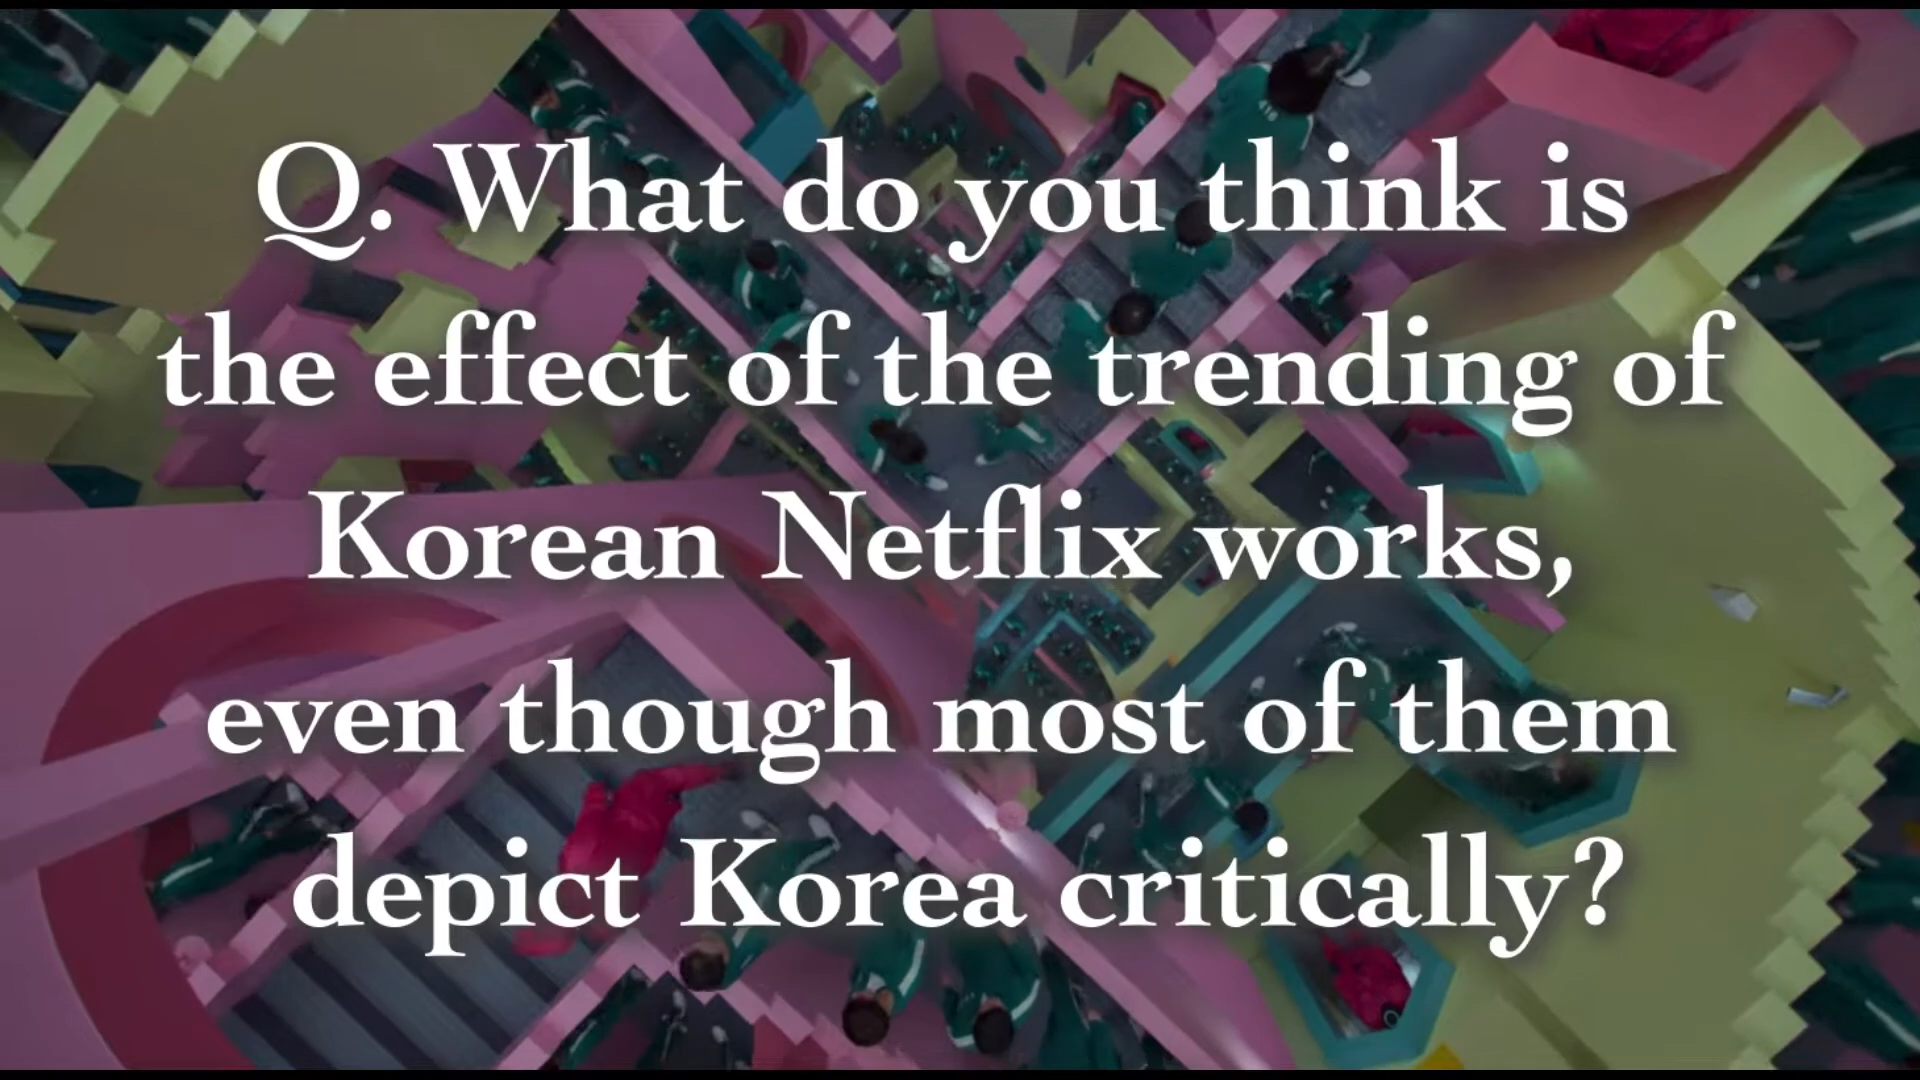 Q. What do you think is
the effect of the trending of
Korean Netflix works,
even though most of them
depict Korea critically?